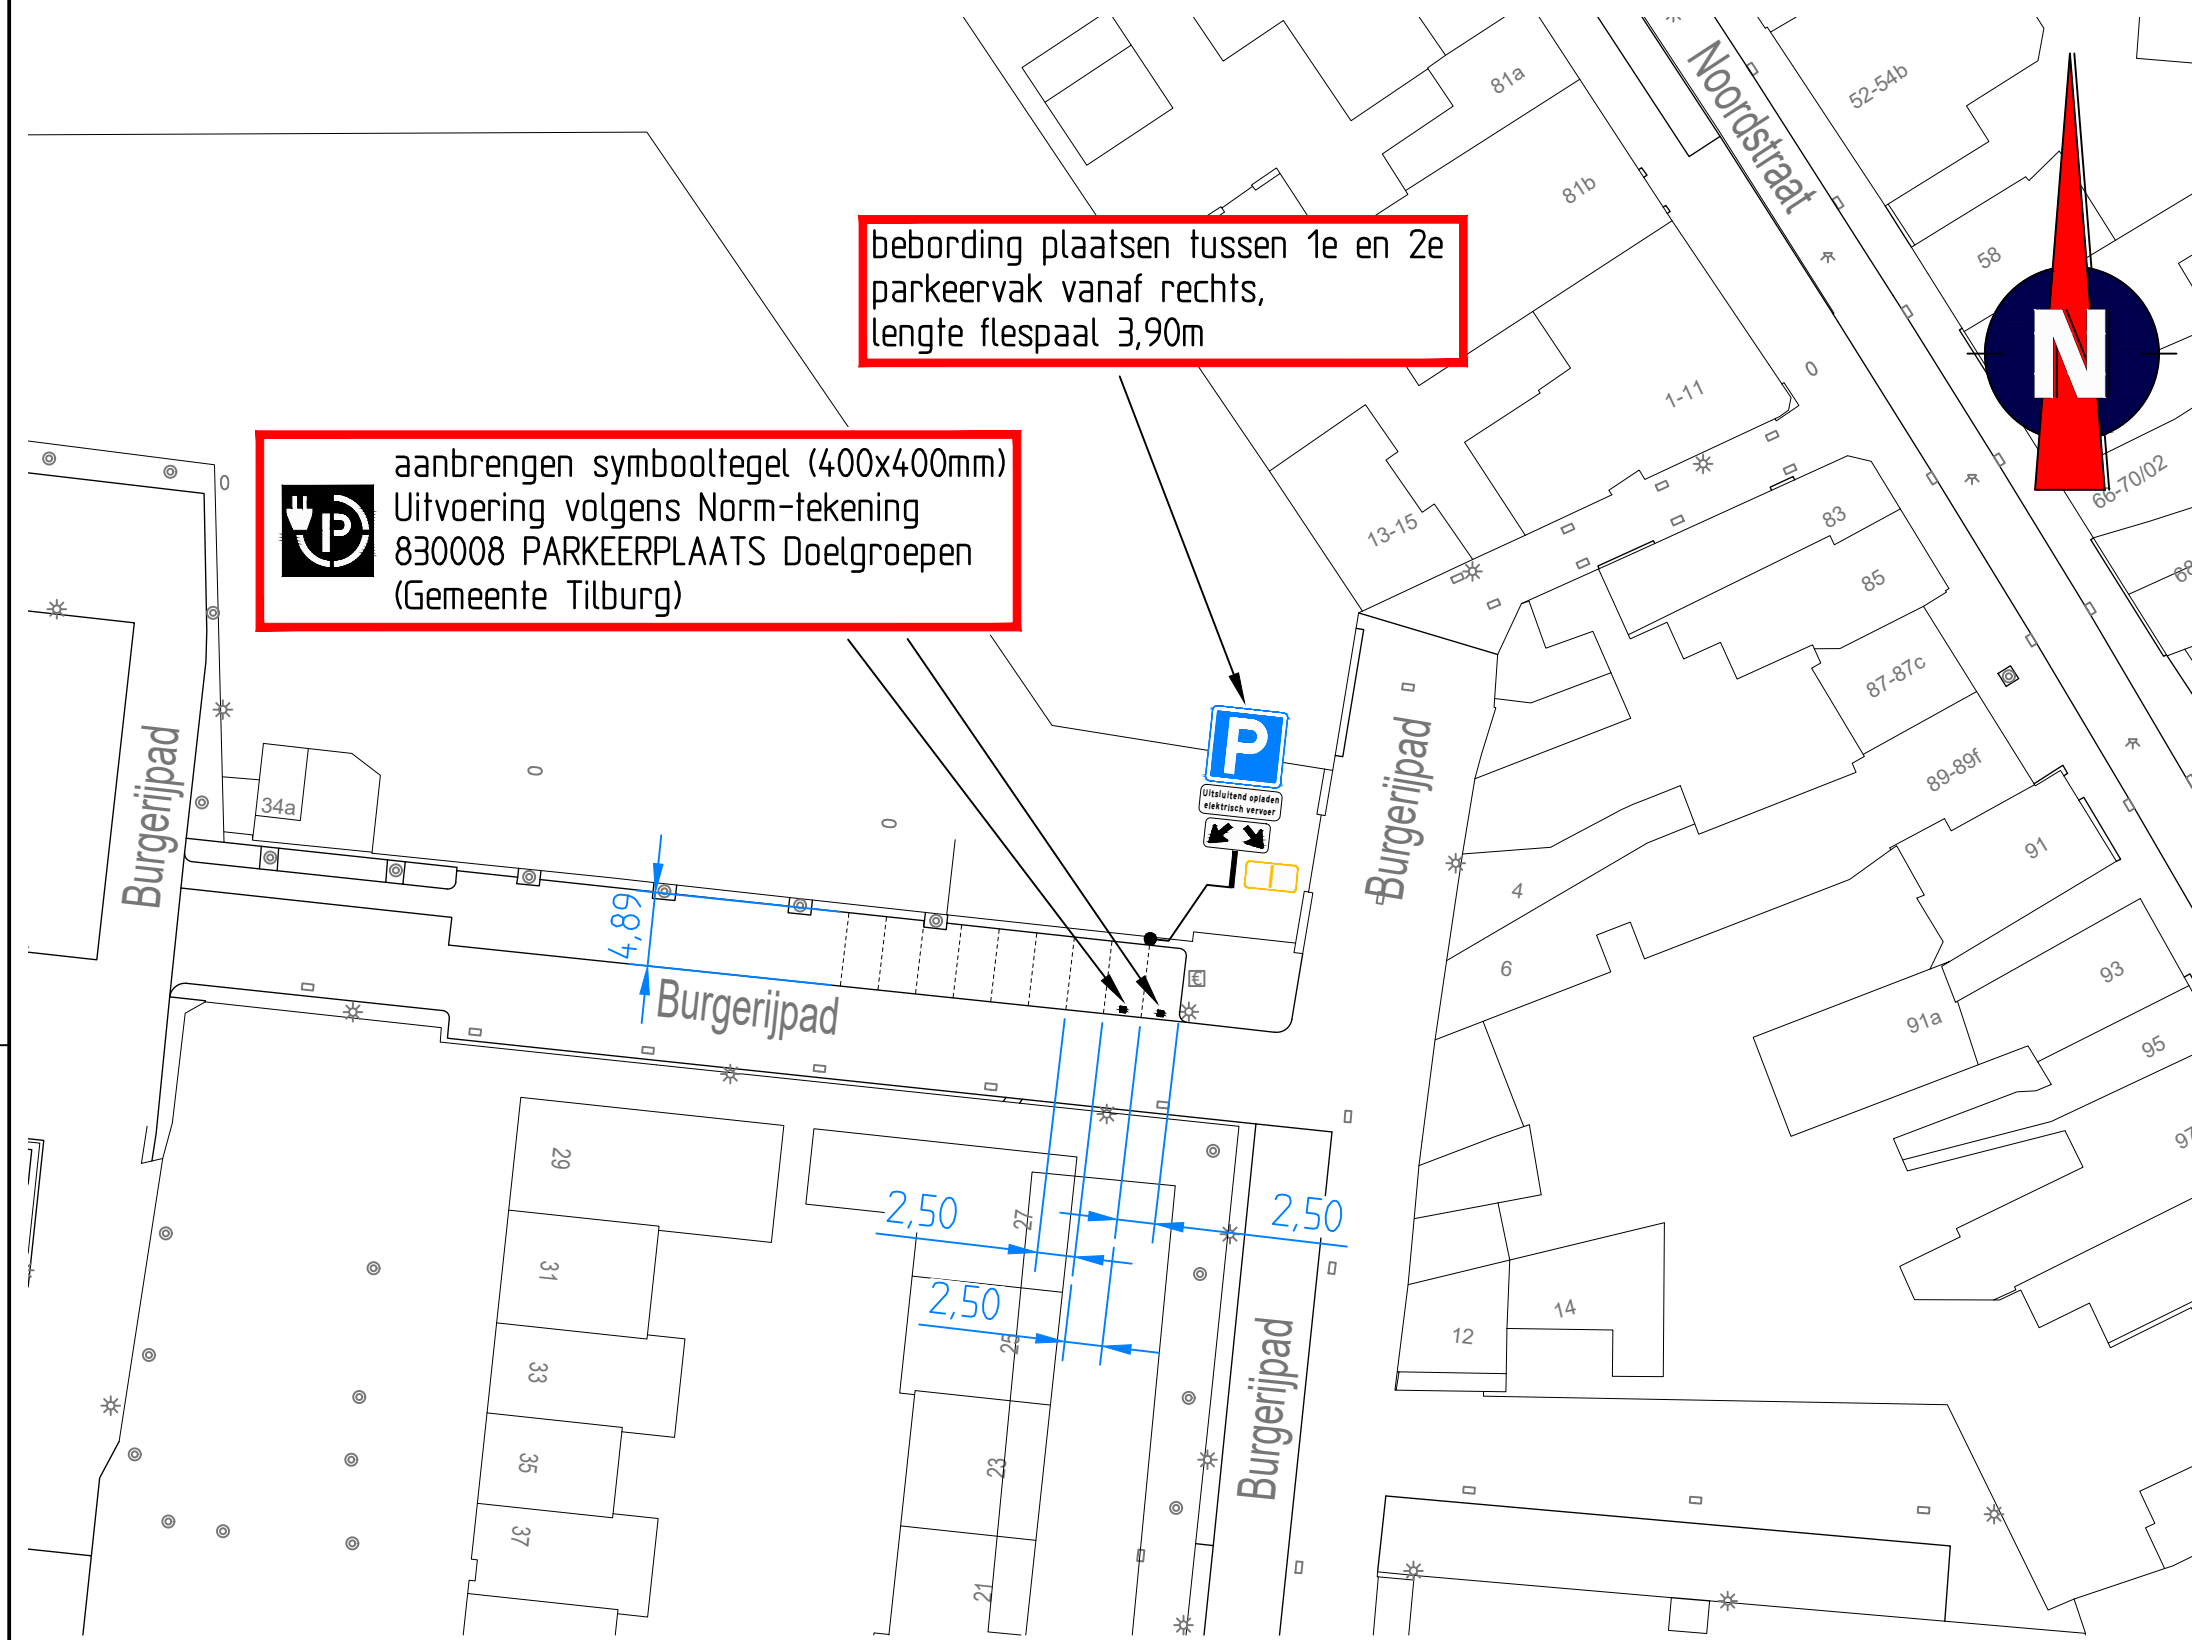 Noordstraat
52-54b
81a
81b
58
N
bebording plaatsen tussen 1e en 2e
parkeervak vanaf rechts,
lengte flespaal 3,90m
0
1-11
66-70/02
aanbrengen symbooltegel (400x400mm)
Uitvoering volgens Norm-tekening
830008 PARKEERPLAATS Doelgroepen
(Gemeente Tilburg)
P
0
13-15
83
85
68
87-87c
P
Uitsluitend opladen
elektrisch vervoer
Burgerijpad
Burgerijpad
0
0
34a
89-89f
91
4
4,89
6
93
91a
95
€
Burgerijpad
97
29
27
2,50
2,50
31
2,50
25
14
12
33
Burgerijpad
35
23
37
21